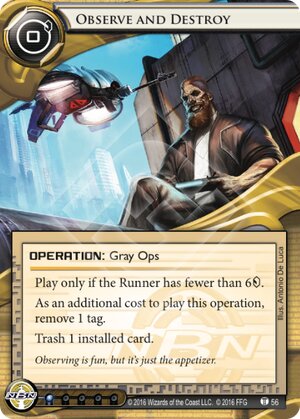 OBSERVE AND DESTROY
0
OPERATION: Gray Ops
Play only if the Runner has fewer than 6.
As an additional cost to play this operation,
remove 1 tag.
Trash 1 installed card.
Observing is fun, but it's just the appetizer.
Illus. Antonio De Luca
NBN
© 2016 Wizards of the Coast LLC. © 2016 FFG
56